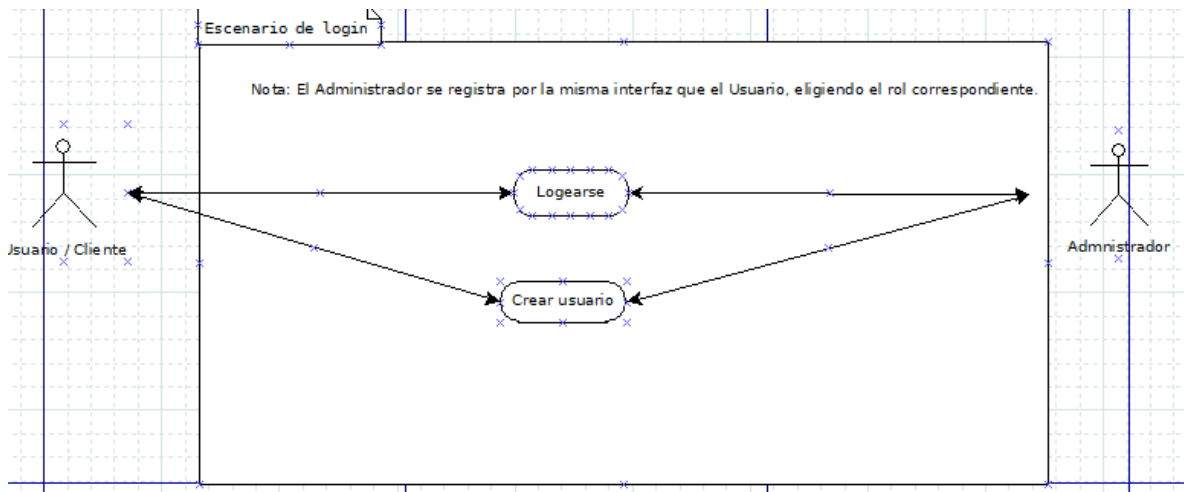 Escenario de login
Nota: El Administrador se registra por la misma interfaz que el Usuario, eligiendo el rol correspondiente.
Logearse
Jsuario / Cliente
Admnistrador
Crear usuario